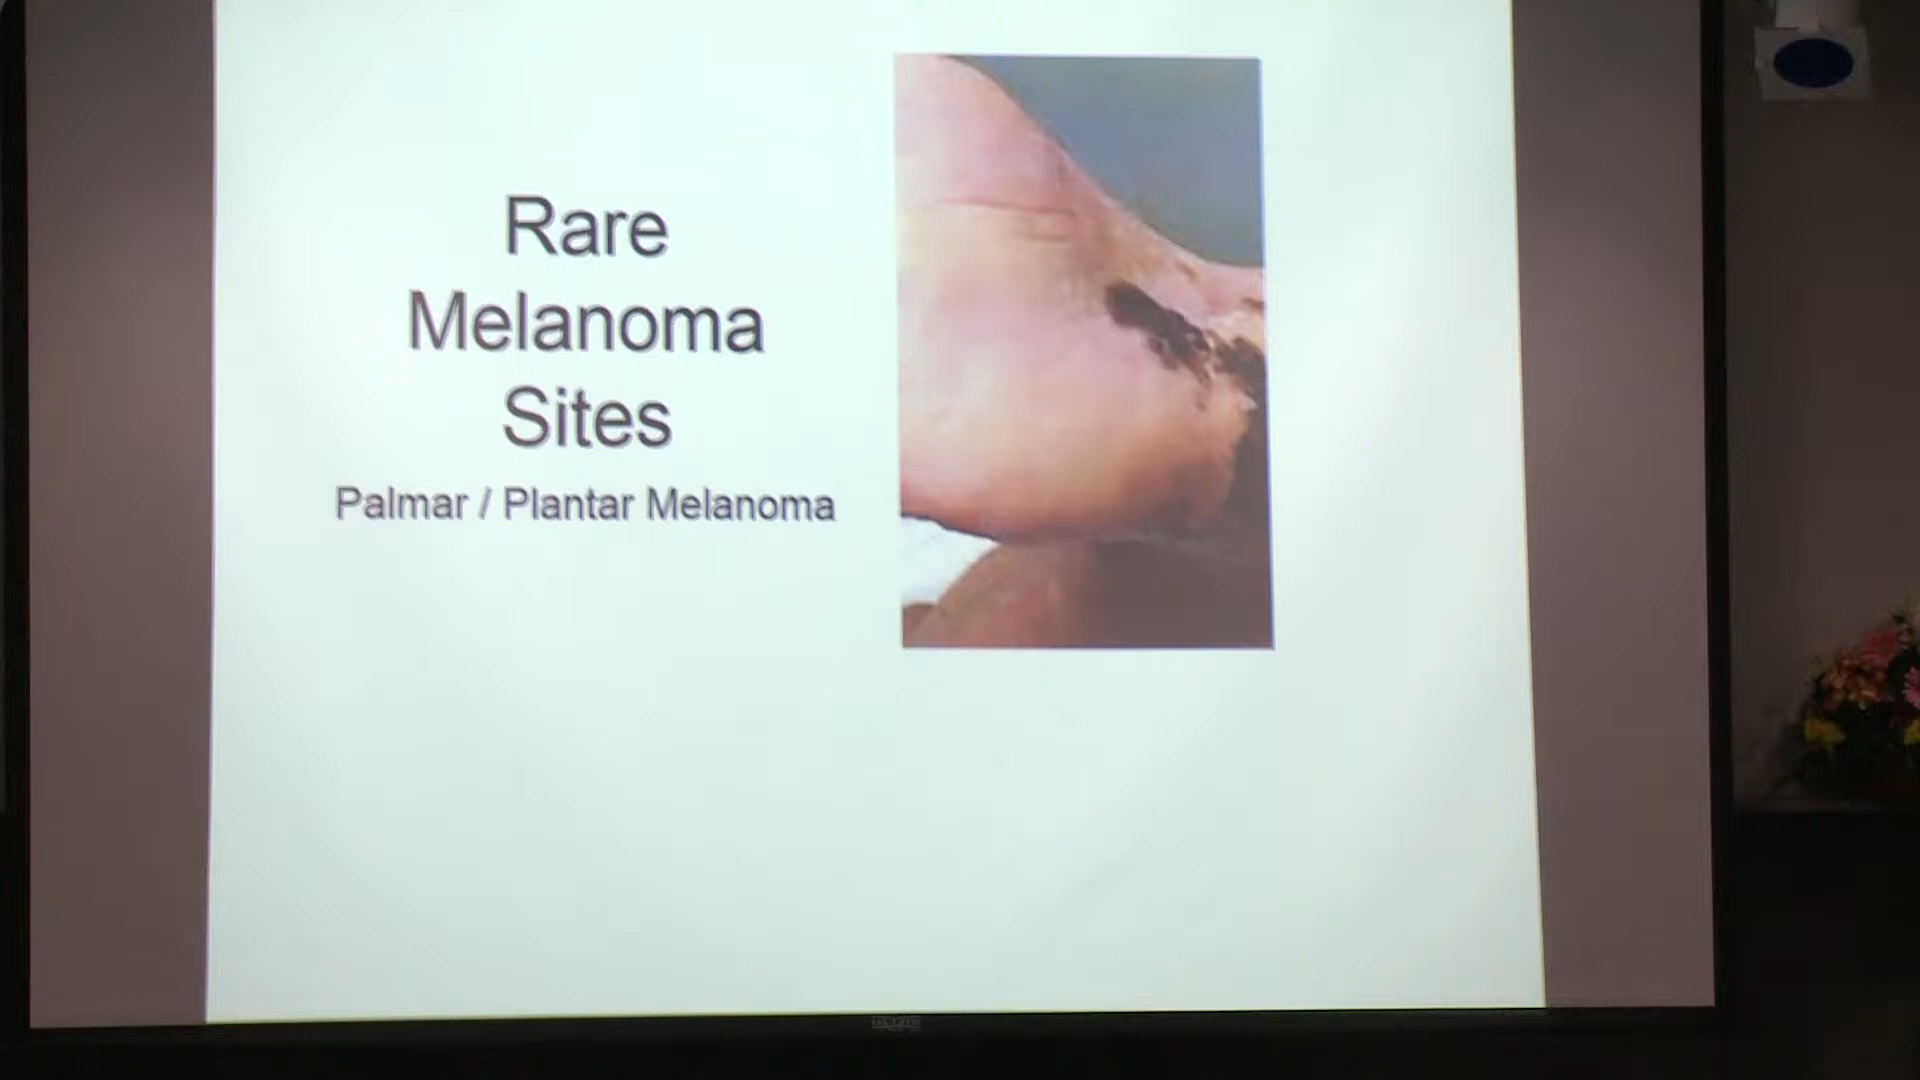 Rare
Melanoma
Sites
Palmar / Plantar Melanoma